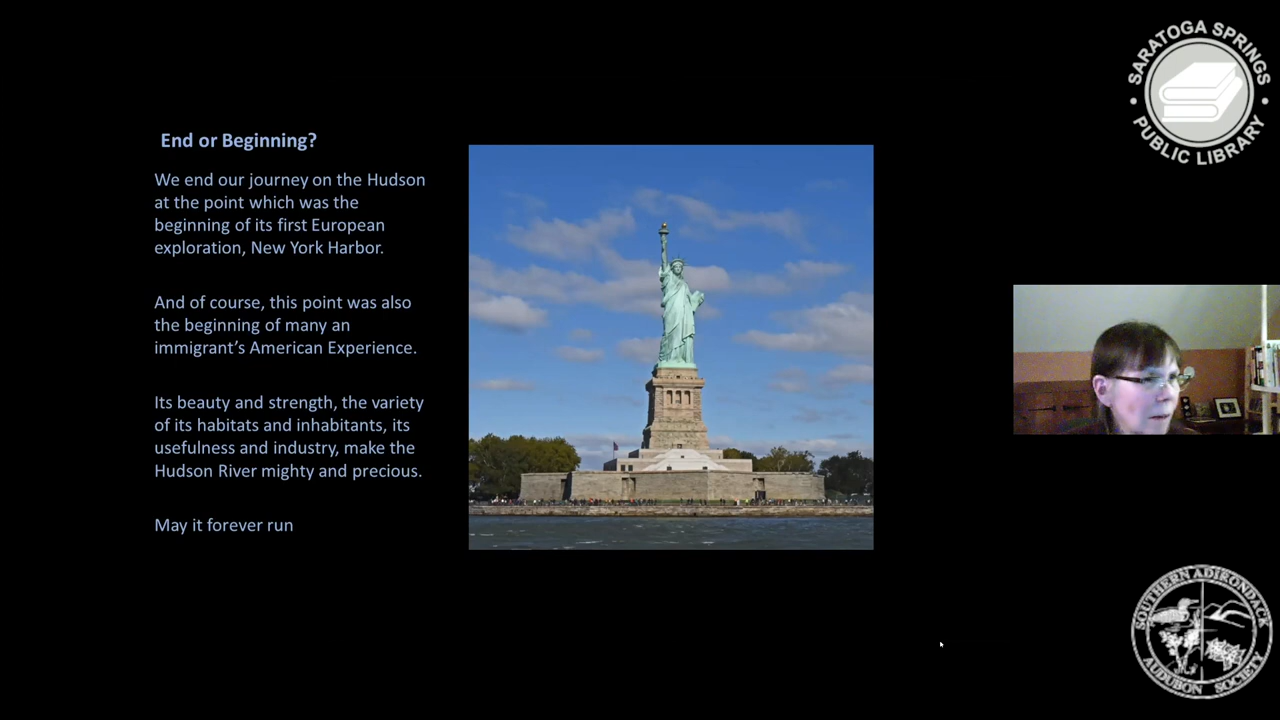 SARATOGA SPRINGS
PUBLIC LIBRARY
End or Beginning?
We end our journey on the Hudson
at the point which was the
beginning of its first European
exploration, New York Harbor.
And of course, this point was also
the beginning of many an
immigrant’s American Experience.
Its beauty and strength, the variety
of its habitats and inhabitants, its
usefulness and industry, make the
Hudson River mighty and precious.
May it forever run
SOUTHERN ADIRONDACK
AUDUBON SOCIETY